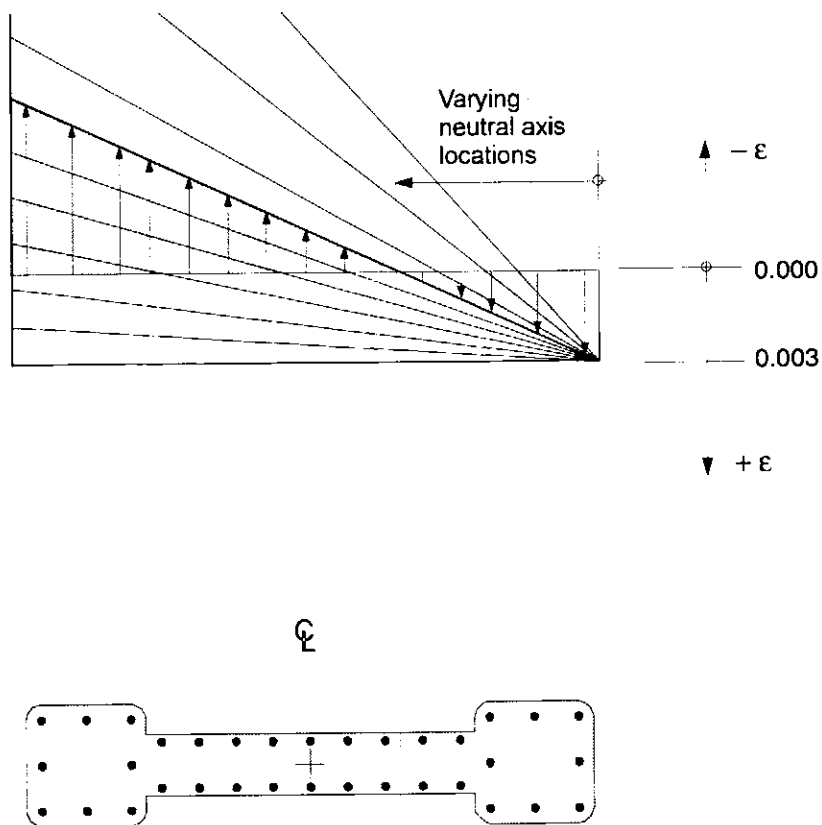 Varying
neutral axis
locations
− ε
0.000
0.003
+ ε
℄